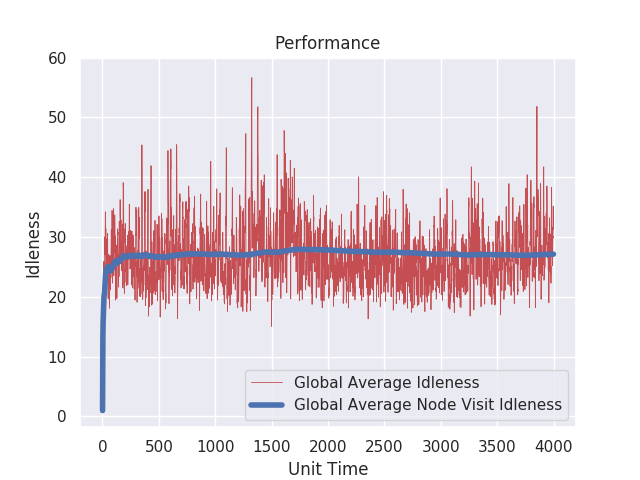 Performance
60
50
40
30
20
10
0
Idleness
Global Average Idleness
Global Average Node Visit Idleness
0 500 1000 1500 2000 2500 3000 3500 4000
Unit Time